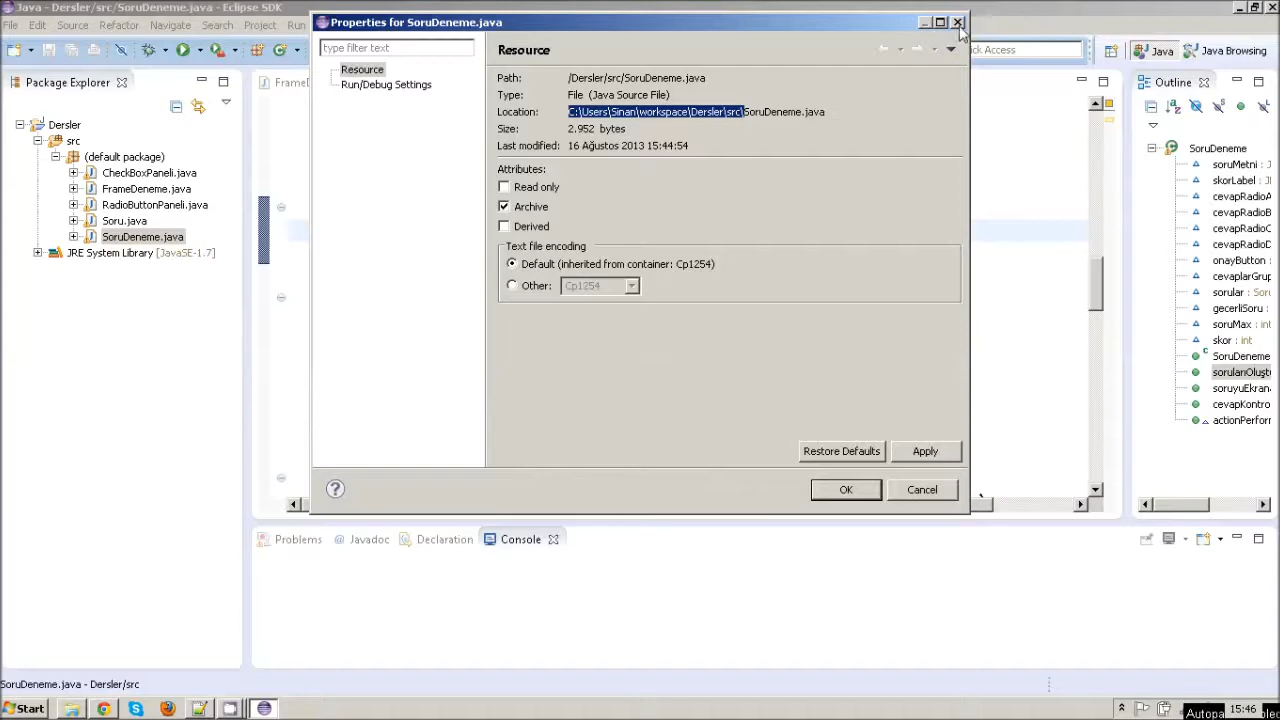 Java - Dersler/src/SoruDeneme.java - Eclipse SDK
File Edit Source Refactor Navigate Search Project Run
Quick Access
Java
Java Browsing
Package Explorer
Dersler
src
(default package)
CheckBoxPaneli.java
FrameDeneme.java
RadioButtonPaneli.java
Soru.java
SoruDeneme.java
JRE System Library [JavaSE-1.7]
Properties for SoruDeneme.java
type filter text
Resource
Run/Debug Settings
Resource
Path: /Dersler/src/SoruDeneme.java
Type: File (Java Source File)
Location: C:\Users\Sinan\workspace\Dersler\src\SoruDeneme.java
Size: 2.952 bytes
Last modified: 16 Ağustos 2013 15:44:54
Attributes:
Read only
Archive
Derived
Text file encoding
Default (inherited from container: Cp1254)
Other: Cp1254
Restore Defaults
Apply
?
OK
Cancel
Outline
SoruDeneme
soruMetni : J
skorLabel : J
cevapRadioA
cevapRadioB
cevapRadioC
cevapRadioD
onayButton :
cevaplarGrup
sorular : Soru
gecerliSoru :
soruMax : int
skor : int
SoruDeneme
sorularıOluşt
soruyuEkran
cevapKontro
actionPerfor
Problems
@ Javadoc
Declaration
Console
SoruDeneme.java - Dersler/src
Start
15:46